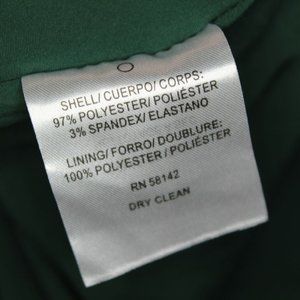 0
SHELL/ CUERPO/ CORPS:
97% POLYESTER/ POLIÉSTER
3% SPANDEX/ ELASTANO
LINING/ FORRO/ DOUBLURE:
100% POLYESTER/ POLIÉSTER
RN 58142
DRY CLEAN